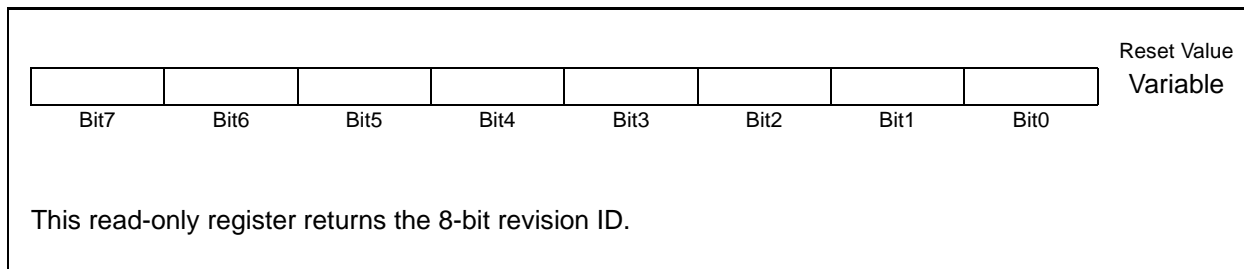 Reset Value
Variable
Bit7 Bit6 Bit5 Bit4 Bit3 Bit2 Bit1 Bit0
This read-only register returns the 8-bit revision ID.